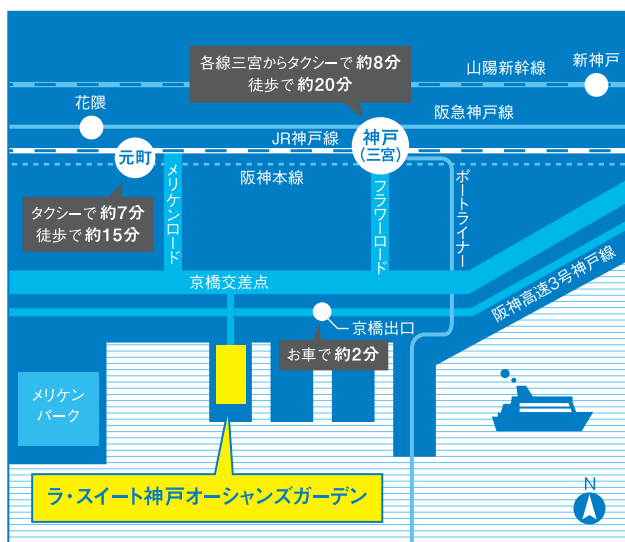 各線三宮からタクシーで 約8分
徒歩で 約20分
新神戸
山陽新幹線
花隈
阪急神戸線
JR神戸線
神戸
(三宮)
元町
阪神本線
メリケンロード
フラワーロード
ポートライナー
タクシーで 約7分
徒歩で 約15分
京橋交差点
阪神高速3号神戸線
京橋出口
お車で 約2分
メリケン
パーク
ラ・スイート神戸オーシャンズガーデン
N